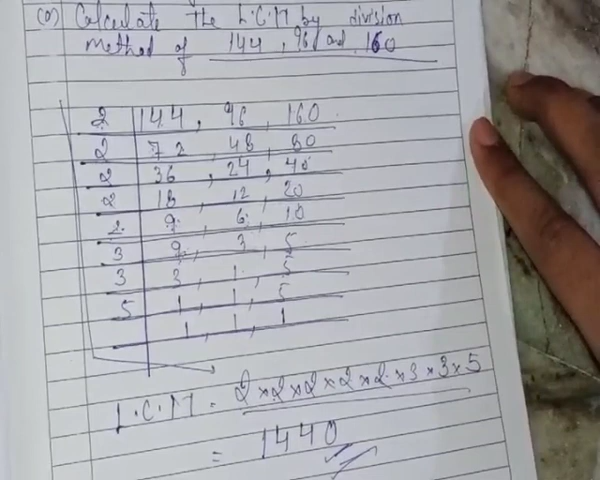 (a) Calculate The L.C.M by division
method of 144, 96 and 160
2 144, 96, 160
2 72, 48, 80
2 36, 24, 40
2 18, 12, 20
2 9, 6, 10
3 9, 3, 5
3 3, 1, 5
5 1, 1, 5
1, 1, 1
L.C.M = 2×2×2×2×2×3×3×5
= 1440